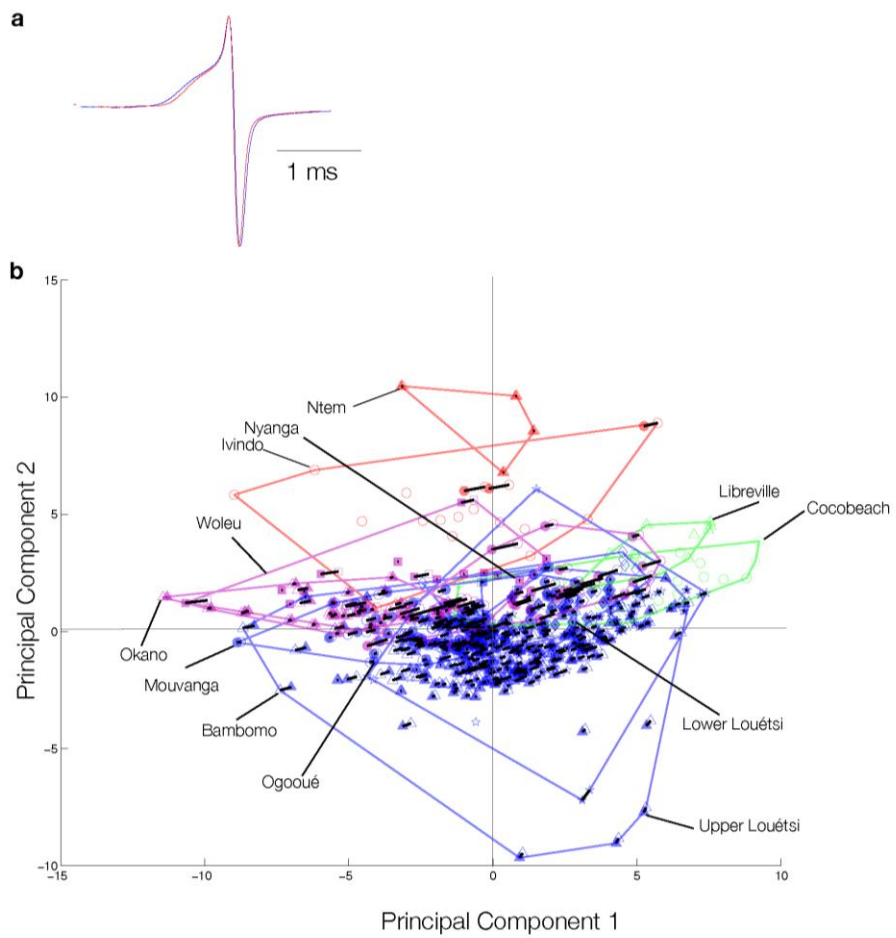 a
1 ms
b
15
10
5
0
−5
−10
−15
−10
−5
0
5
10
Principal Component 2
Principal Component 1
Ntem
Nyanga
Ivindo
Woleu
Libreville
Cocobeach
Okano
Mouvanga
Bambomo
Ogooué
Lower Louétsi
Upper Louétsi